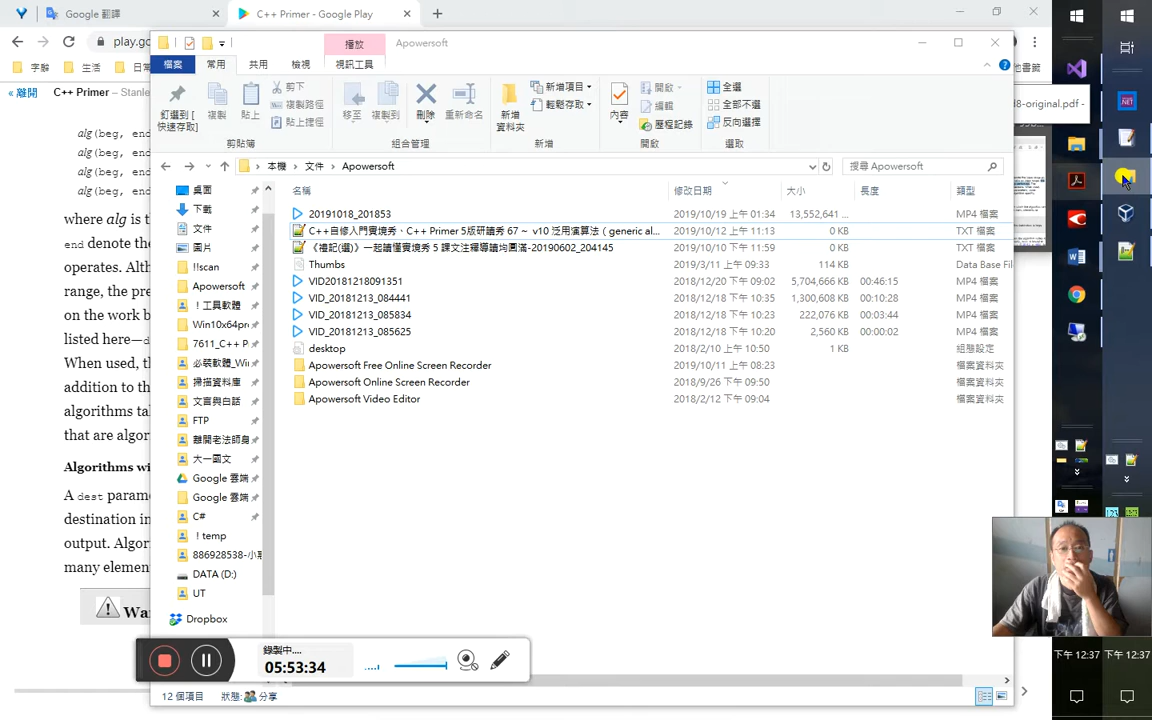 Google 翻譯
C++ Primer - Google Play
play.go
字辭
生活
日常
書籤
«離開
C++ Primer – Stanle
alg(beg, end
alg(beg, end
alg(beg, end
alg(beg, end
where alg is t
end denote the
operates. Alth
range, the pre
on the work b
listed here—d
When used, t
addition to th
algorithms tal
that are algor
Algorithms wi
A dest parame
destination in
output. Algor
many elemen
War
播放
Apowersoft
檔案
常用
共用
檢視
視訊工具
釘選到 [
快速存取]
複製
貼上
剪下
複製路徑
貼上捷徑
剪貼簿
移至
複製到
刪除
重新命名
組合管理
新增
資料夾
新增項目
輕鬆存取
新增
內容
開啟
編輯
歷程記錄
開啟
全選
全部不選
反向選擇
選取
本機
文件
Apowersoft
搜尋 Apowersoft
d8-original.pdf -
名稱
修改日期
大小
長度
類型
20191018_201853
2019/10/19 上午 01:34
13,552,641 ...
MP4 檔案
C++自修入門實境秀、C++ Primer 5版研讀秀 67 ~ v10 泛用演算法 ( generic al...
2019/10/12 上午 11:13
0 KB
TXT 檔案
《禮記(選)》一起讀懂實境秀 5 課文注釋導讀均圓滿-20190602_204145
2019/10/10 下午 11:59
0 KB
TXT 檔案
Thumbs
2019/3/11 上午 09:33
114 KB
Data Base Fil
VID20181218091351
2018/12/20 上午 09:02
5,704,666 KB
00:46:15
MP4 檔案
VID_20181213_084441
2018/12/18 上午 10:35
1,300,608 KB
00:10:28
MP4 檔案
VID_20181213_085834
2018/12/18 上午 10:23
222,076 KB
00:03:44
MP4 檔案
VID_20181213_085625
2018/12/18 上午 10:20
2,560 KB
00:00:02
MP4 檔案
desktop
2018/2/10 上午 10:50
1 KB
組態設定
Apowersoft Free Online Screen Recorder
2019/10/11 上午 08:23
檔案資料夾
Apowersoft Online Screen Recorder
2018/9/26 下午 09:50
檔案資料夾
Apowersoft Video Editor
2018/2/12 下午 09:04
檔案資料夾
桌面
下載
文件
圖片
!!scan
Apowersoft
！工具軟體
Win10x64pro
7611_C++ P
必裝軟體_Wi
掃描資料庫
文言與白話
FTP
離開老法師身
大一國文
Google 雲端
Google 雲端
C#
! temp
886928538-小
DATA (D:)
UT
Dropbox
錄製中....
05:53:34
12 個項目
狀態:
分享
下午 12:37
下午 12:37